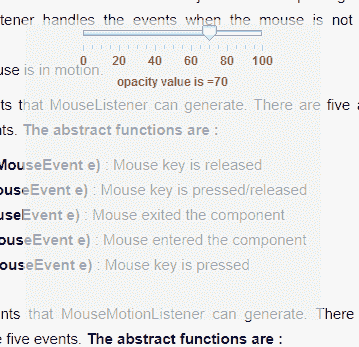 tener handles the events when the mouse is not
0 20 40 60 80 100
use is in motion.
opacity value is =70
ts that MouseListener can generate. There are five a
nts. The abstract functions are :
MouseEvent e) : Mouse key is released
ouseEvent e) : Mouse key is pressed/released
useEvent e) : Mouse exited the component
ouseEvent e) : Mouse entered the component
ouseEvent e) : Mouse key is pressed
nts that MouseMotionListener can generate. There
e five events. The abstract functions are :